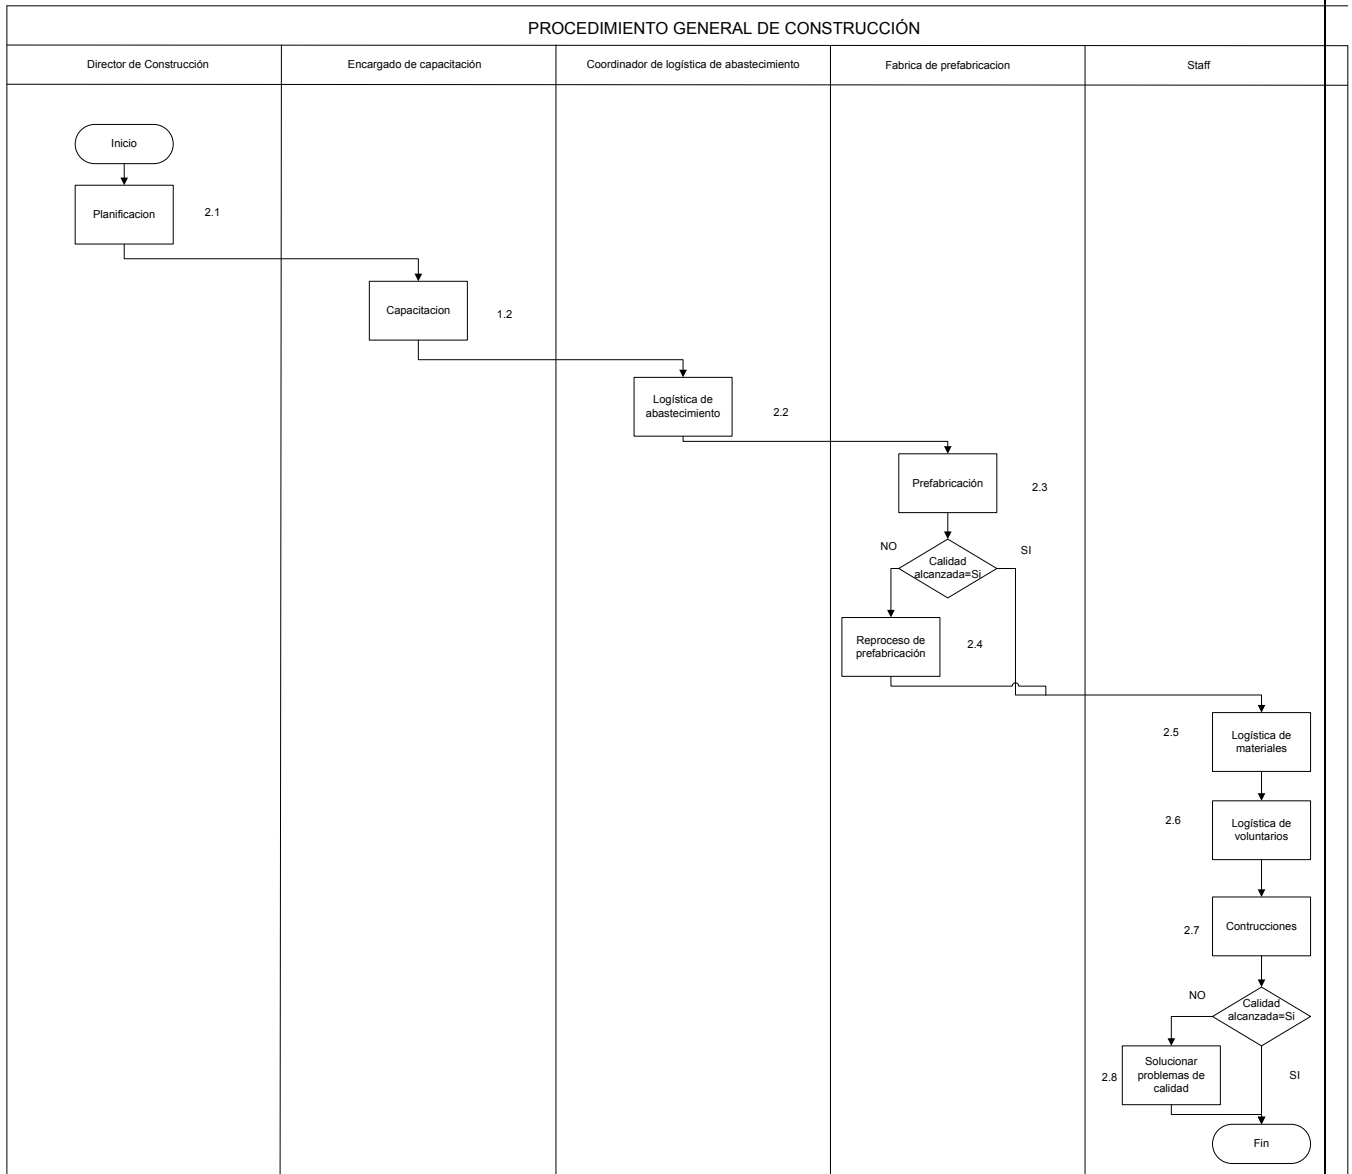 PROCEDIMIENTO GENERAL DE CONSTRUCCIÓN
Director de Construcción
Encargado de capacitación
Coordinador de logística de abastecimiento
Fabrica de prefabricacion
Staff
Inicio
Planificacion
2.1
Capacitacion
1.2
Logística de
abastecimiento
2.2
Prefabricación
2.3
NO
SI
Calidad
alcanzada=Si
Reproceso de
prefabricación
2.4
2.5
Logística de
materiales
2.6
Logística de
voluntarios
2.7
Contrucciones
NO
Calidad
alcanzada=Si
2.8
Solucionar
problemas de
calidad
SI
Fin